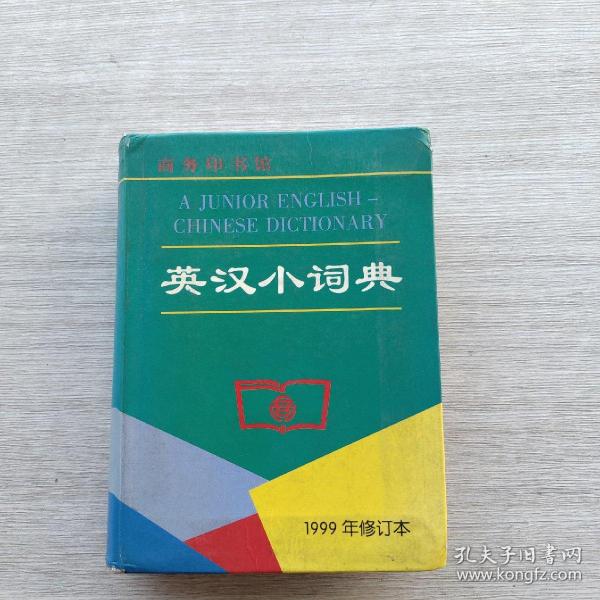 商务印书馆
A JUNIOR ENGLISH–
CHINESE DICTIONARY
英汉小词典
1999年修订本
孔夫子旧书网
www.kongfz.com